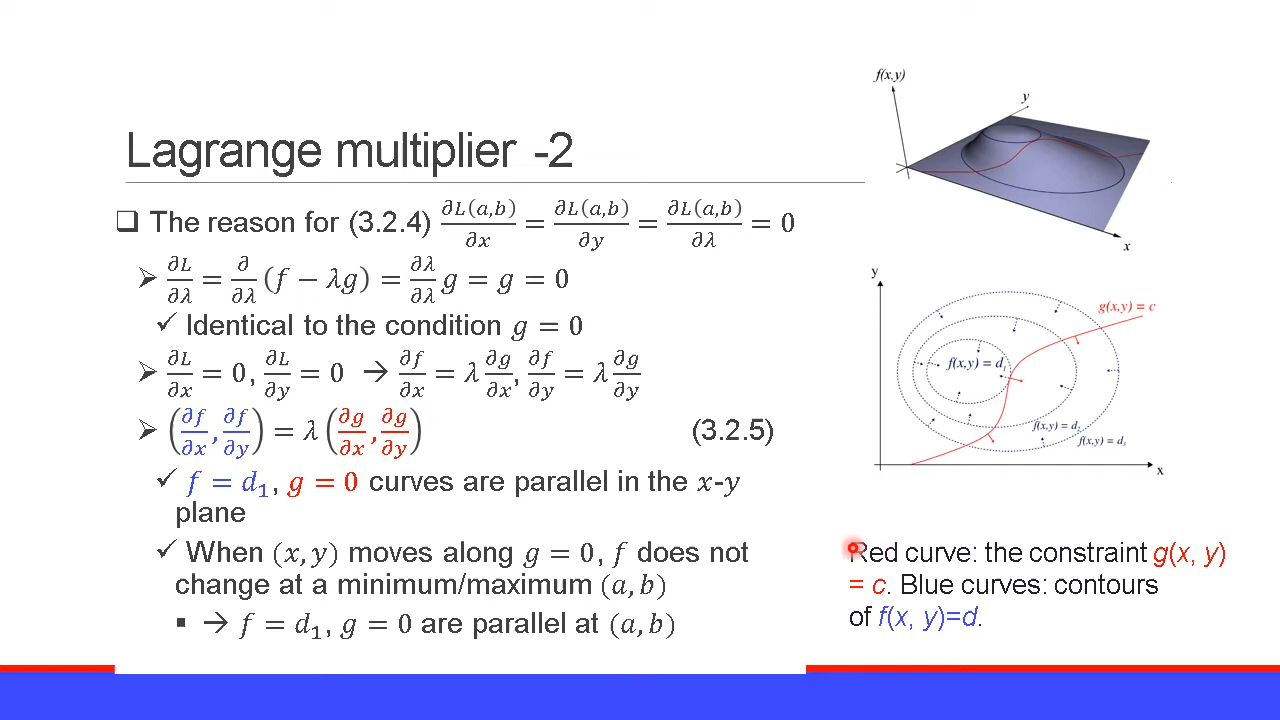 Lagrange multiplier -2
❑ The reason for (3.2.4) ∂L(a,b)/∂x = ∂L(a,b)/∂y = ∂L(a,b)/∂λ = 0
➢ ∂L/∂λ = ∂/∂λ (f − λg) = ∂λ/∂λ g = g = 0
✓ Identical to the condition g = 0
➢ ∂L/∂x = 0, ∂L/∂y = 0 → ∂f/∂x = λ ∂g/∂x, ∂f/∂y = λ ∂g/∂y
➢ (∂f/∂x, ∂f/∂y) = λ (∂g/∂x, ∂g/∂y) (3.2.5)
✓ f = d₁, g = 0 curves are parallel in the x-y
plane
✓ When (x, y) moves along g = 0, f does not
change at a minimum/maximum (a, b)
▪ → f = d₁, g = 0 are parallel at (a, b)
f(x,y)
y
x
y
g(x,y) = c
f(x,y) = d₁
f(x,y) = d₂
f(x,y) = d₃
x
Red curve: the constraint g(x, y)
= c. Blue curves: contours
of f(x, y)=d.